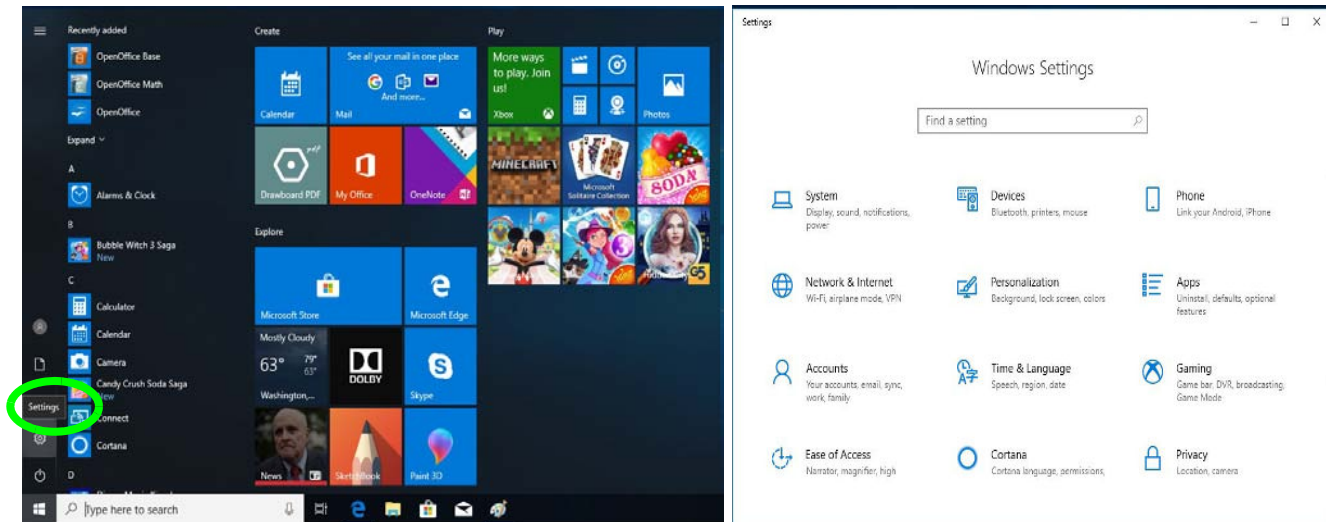 Recently added
OpenOffice Base
OpenOffice Math
OpenOffice
Expand
A
Alarms & Clock
B
Bubble Witch 3 Saga
New
C
Calculator
Calendar
Camera
Candy Crush Soda Saga
New
Settings
Connect
Cortana
D
Type here to search
Create
See all your mail in one place
And more...
Calendar
Mail
pdf
Drawboard PDF
My Office
OneNote
Explore
Microsoft Store
Microsoft Edge
Mostly Cloudy
63° 79°
63°
Washington,...
DOLBY
Skype
News
SketchBook
Paint 3D
Play
More ways
to play. Join
us!
Xbox
Photos
MINECRAFT
Microsoft
Solitaire Collection
SODA
3
G5
Settings
Windows Settings
Find a setting
System
Display, sound, notifications,
power
Devices
Bluetooth, printers, mouse
Phone
Link your Android, iPhone
Network & Internet
Wi-Fi, airplane mode, VPN
Personalization
Background, lock screen, colors
Apps
Uninstall, defaults, optional
features
Accounts
Your accounts, email, sync,
work, family
Time & Language
Speech, region, date
Gaming
Game bar, DVR, broadcasting,
Game Mode
Ease of Access
Narrator, magnifier, high
Cortana
Cortana language, permissions,
Privacy
Location, camera